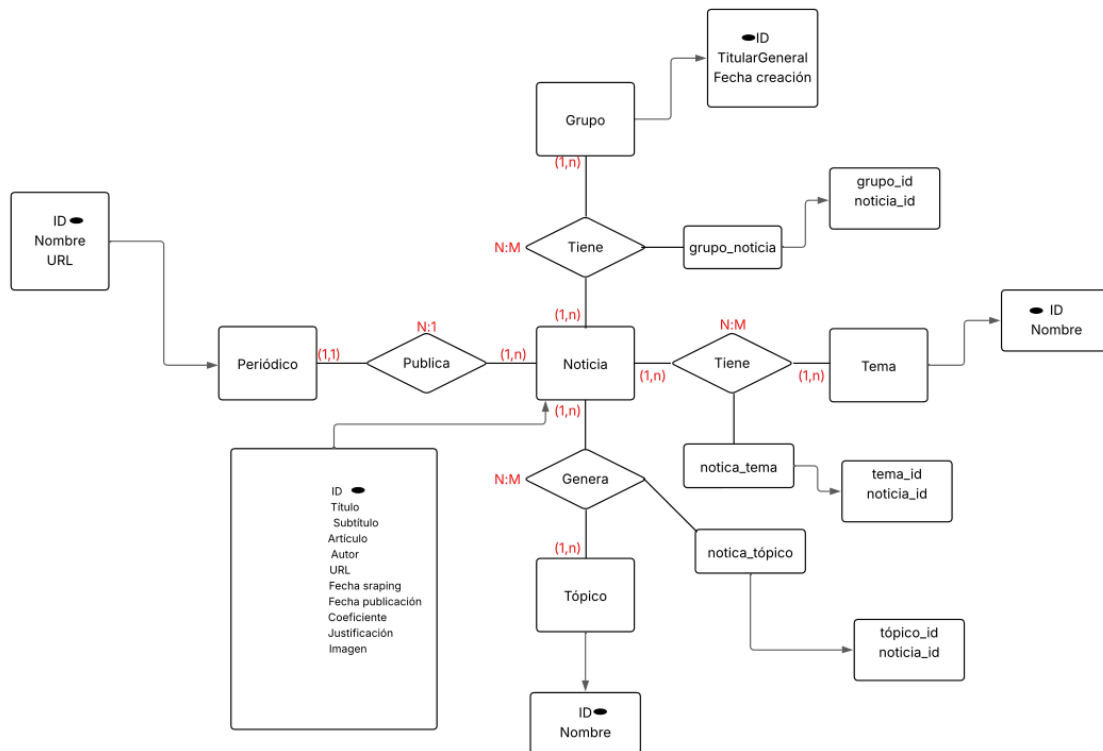 ID
TitularGeneral
Fecha creación
Grupo
(1,n)
grupo_id
noticia_id
ID
Nombre
URL
N:M
Tiene
grupo_noticia
(1,n)
ID
Nombre
N:1
N:M
Periódico
(1,1)
Publica
(1,n)
Noticia
(1,n)
Tiene
(1,n)
Tema
(1,n)
notica_tema
tema_id
noticia_id
N:M
Genera
ID
Título
Subtítulo
Artículo
Autor
URL
Fecha sraping
Fecha publicación
Coeficiente
Justificación
Imagen
notica_tópico
(1,n)
Tópico
tópico_id
noticia_id
ID
Nombre